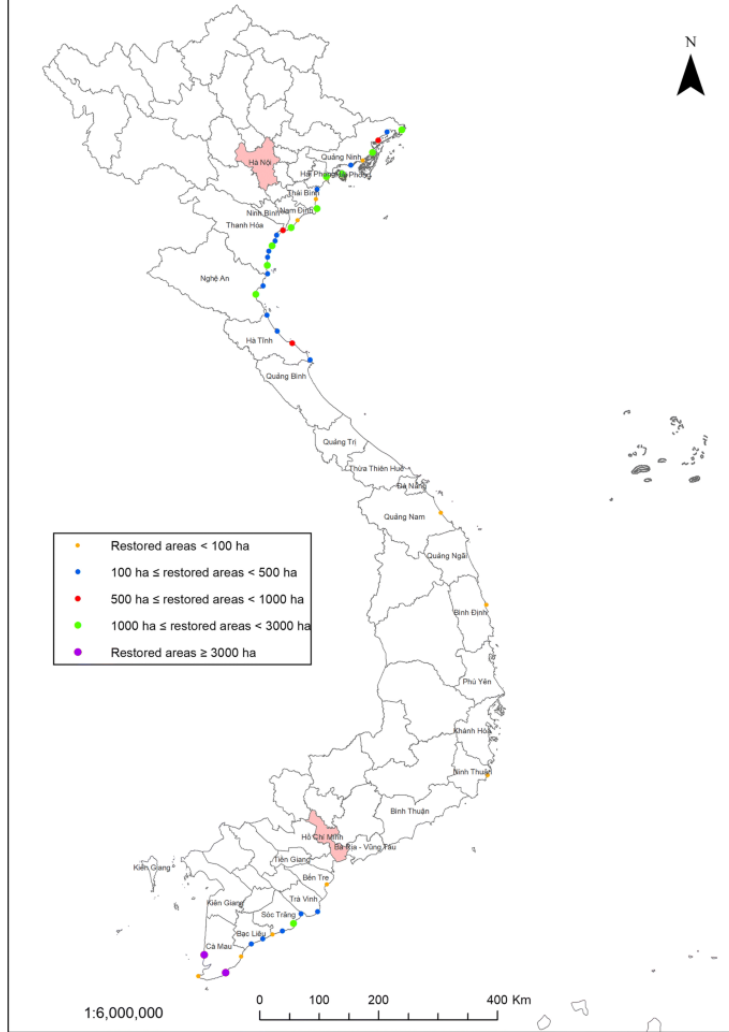 N
Hà Nội
Quảng Ninh
Thái Bình
Ninh Bình
Nam Định
Thanh Hóa
Nghệ An
Hà Tĩnh
Quảng Bình
Quảng Trị
Thừa Thiên Huế
Đà Nẵng
Quảng Nam
Quảng Ngãi
Bình Định
Phú Yên
Khánh Hòa
Ninh Thuận
Bình Thuận
Hồ Chí Minh
Bà Rịa - Vũng Tàu
Tiền Giang
Kiên Giang
Bến Tre
Trà Vinh
Kiên Giang
Sóc Trăng
Bạc Liêu
Cà Mau
Restored areas < 100 ha
100 ha ≤ restored areas < 500 ha
500 ha ≤ restored areas < 1000 ha
1000 ha ≤ restored areas < 3000 ha
Restored areas ≥ 3000 ha
1:6,000,000
0 100 200 400 Km